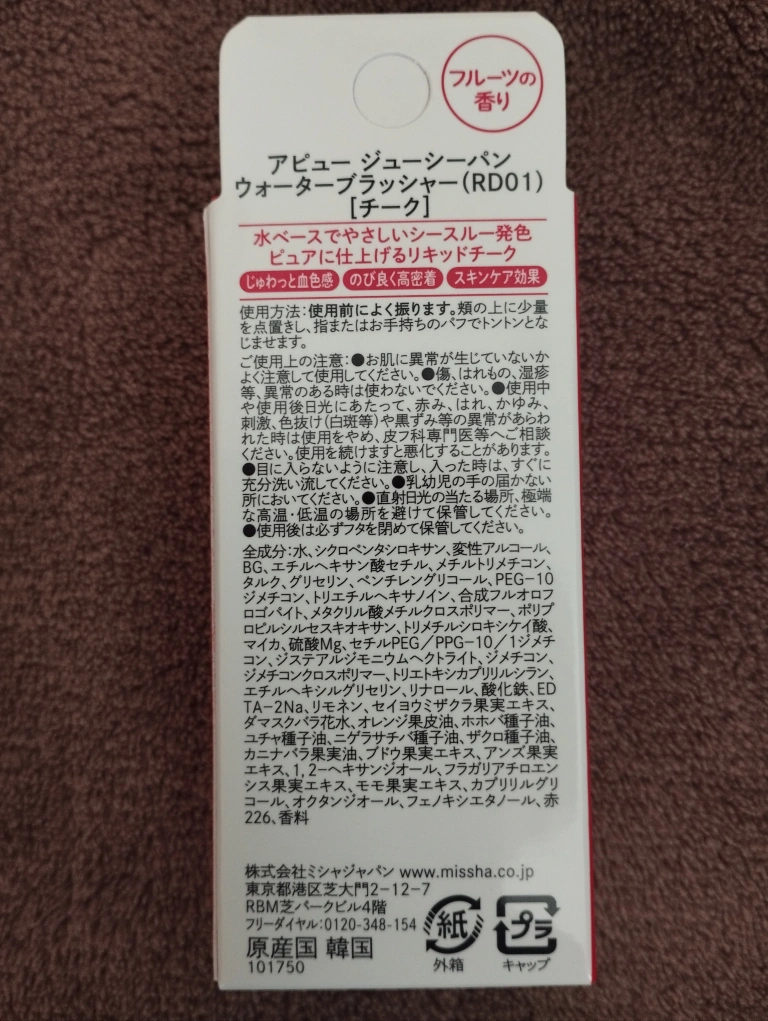 フルーツの
香り
アピュー ジューシーパン
ウォーターブラッシャー(RD01)
[チーク]
水ベースでやさしいシースルー発色
ピュアに仕上げるリキッドチーク
じゅわっと血色感 のび良く高密着 スキンケア効果
使用方法:使用前によく振ります。頬の上に少量
を点置きし、指またはお手持ちのパフでトントンとな
じませます。
ご使用上の注意:●お肌に異常が生じていないか
よく注意して使用してください。●傷、はれもの、湿疹
等、異常のある時は使わないでください。●使用中
や使用後日光にあたって、赤み、はれ、かゆみ、
刺激、色抜け(白斑等)や黒ずみ等の異常があらわ
れた時は使用をやめ、皮フ科専門医等へご相談
ください。使用を続けますと悪化することがあります。
●目に入らないように注意し、入った時は、すぐに
充分洗い流してください。●乳幼児の手の届かない
所においてください。●直射日光の当たる場所、極端
な高温・低温の場所を避けて保管してください。
●使用後は必ずフタを閉めて保管してください。
全成分:水、シクロペンタシロキサン、変性アルコール、
BG、エチルヘキサン酸セチル、メチルトリメチコン、
タルク、グリセリン、ペンチレングリコール、PEG-10
ジメチコン、トリエチルヘキサノイン、合成フルオロフ
ロゴパイト、メタクリル酸メチルクロスポリマー、ポリプ
ロピルシルセスキオキサン、トリメチルシロキシケイ酸、
マイカ、硫酸Mg、セチルPEG/PPG-10/1ジメチ
コン、ジステアルジモニウムヘクトライト、ジメチコン、
ジメチコンクロスポリマー、トリエトキシカプリリルシラン、
エチルヘキシルグリセリン、リナロール、酸化鉄、ED
TA-2Na、リモネン、セイヨウミザクラ果実エキス、
ダマスクバラ花水、オレンジ果皮油、ホホバ種子油、
ユチャ種子油、ニゲラサチバ種子油、ザクロ種子油、
カニナバラ果実油、ブドウ果実エキス、アンズ果実
エキス、1,2-ヘキサンジオール、フラガリアチロエン
シス果実エキス、モモ果実エキス、カプリリルグリ
コール、オクタンジオール、フェノキシエタノール、赤
226、香料
株式会社ミシャジャパン www.missha.co.jp
東京都港区芝大門2-12-7
RBM芝パークビル4階
フリーダイヤル:0120-348-154
原産国 韓国
101750
紙
外箱
プラ
キャップ